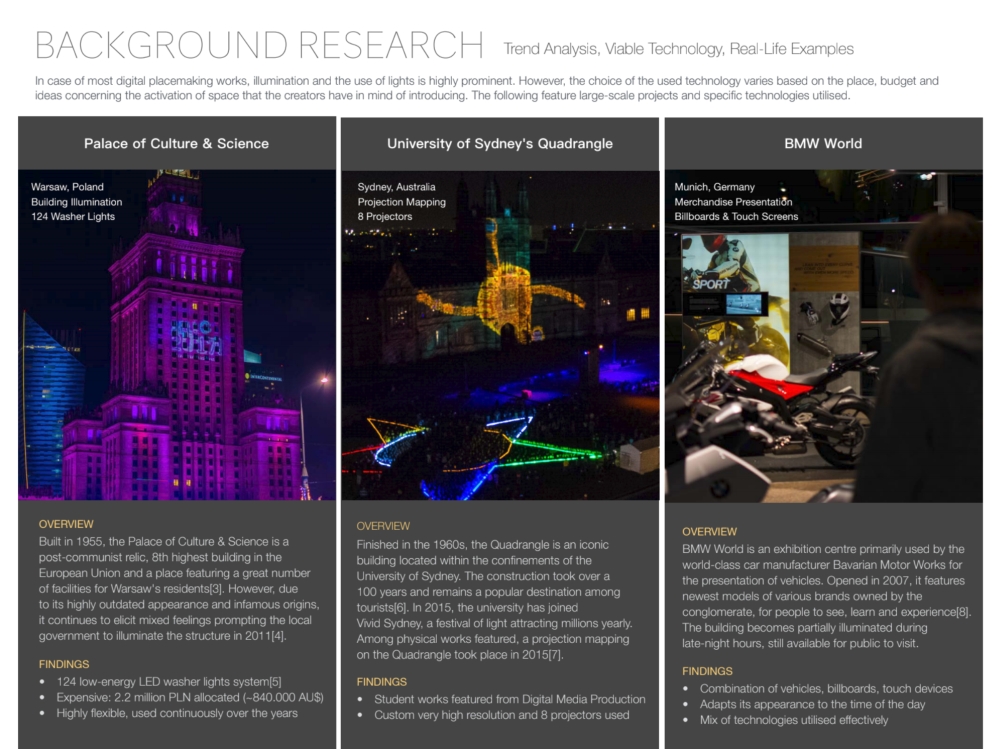 BACKGROUND RESEARCH Trend Analysis, Viable Technology, Real-Life Examples
In case of most digital placemaking works, illumination and the use of lights is highly prominent. However, the choice of the used technology varies based on the place, budget and
ideas concerning the activation of space that the creators have in mind of introducing. The following feature large-scale projects and specific technologies utilised.
Palace of Culture & Science
Warsaw, Poland
Building Illumination
124 Washer Lights
OVERVIEW
Built in 1955, the Palace of Culture & Science is a
post-communist relic, 8th highest building in the
European Union and a place featuring a great number
of facilities for Warsaw's residents[3]. However, due
to its highly outdated appearance and infamous origins,
it continues to elicit mixed feelings prompting the local
government to illuminate the structure in 2011[4].
FINDINGS
• 124 low-energy LED washer lights system[5]
• Expensive: 2.2 million PLN allocated (~840.000 AU$)
• Highly flexible, used continuously over the years
University of Sydney's Quadrangle
Sydney, Australia
Projection Mapping
8 Projectors
OVERVIEW
Finished in the 1960s, the Quadrangle is an iconic
building located within the confinements of the
University of Sydney. The construction took over a
100 years and remains a popular destination among
tourists[6]. In 2015, the university has joined
Vivid Sydney, a festival of light attracting millions yearly.
Among physical works featured, a projection mapping
on the Quadrangle took place in 2015[7].
FINDINGS
• Student works featured from Digital Media Production
• Custom very high resolution and 8 projectors used
BMW World
Munich, Germany
Merchandise Presentation
Billboards & Touch Screens
SPORT
OVERVIEW
BMW World is an exhibition centre primarily used by the
world-class car manufacturer Bavarian Motor Works for
the presentation of vehicles. Opened in 2007, it features
newest models of various brands owned by the
conglomerate, for people to see, learn and experience[8].
The building becomes partially illuminated during
late-night hours, still available for public to visit.
FINDINGS
• Combination of vehicles, billboards, touch devices
• Adapts its appearance to the time of the day
• Mix of technologies utilised effectively